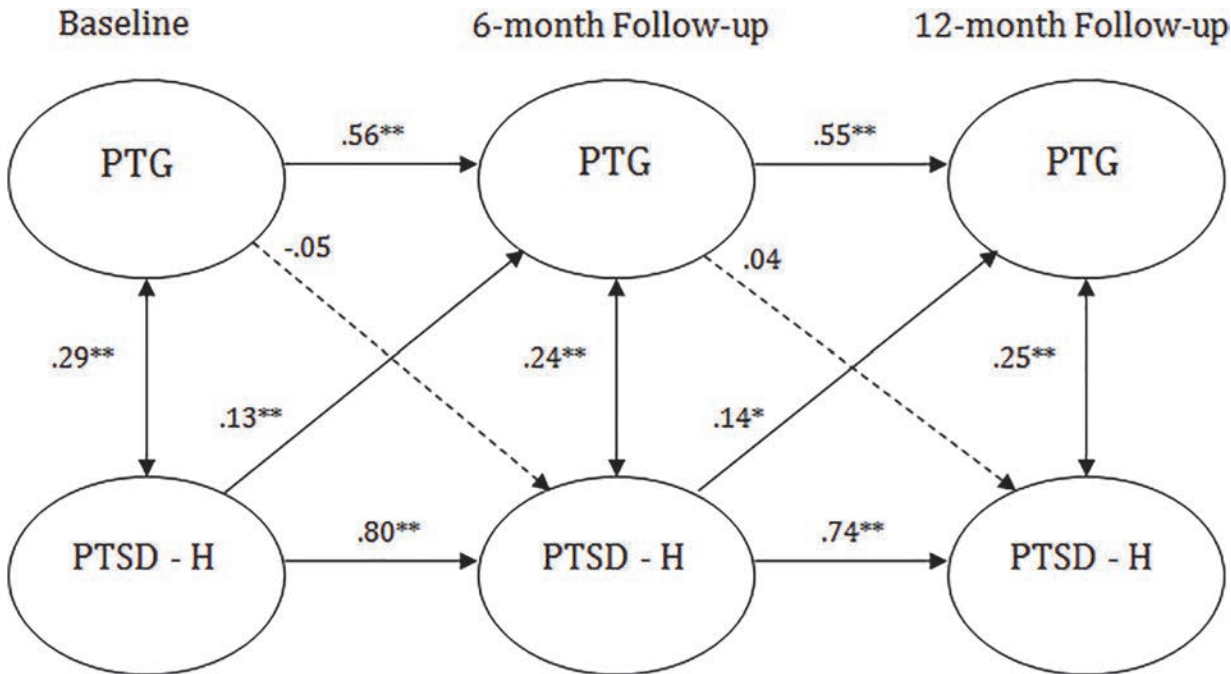 Baseline 6-month Follow-up 12-month Follow-up
.56** .55**
PTG PTG PTG
-.05 .04
.29** .24** .25**
.13** .14*
.80** .74**
PTSD - H PTSD - H PTSD - H